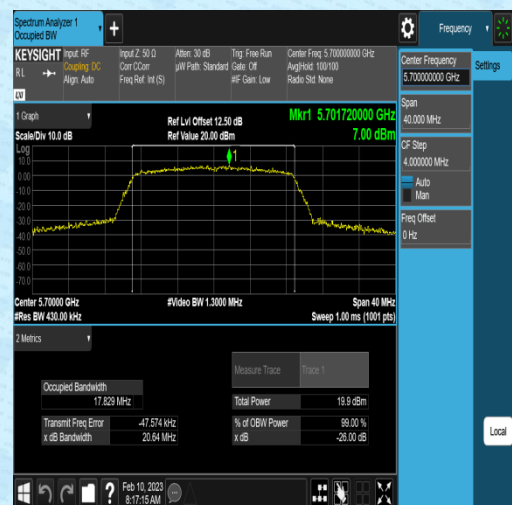 Spectrum Analyzer 1
Occupied BW
Frequency
KEYSIGHT
RL
Input: RF
Coupling: DC
Align: Auto
Input Z: 50 Ω
Corr CCorr
Freq Ref: Int (S)
Atten: 30 dB
µW Path: Standard
Trig: Free Run
Gate: Off
#IF Gain: Low
Center Freq: 5.700000000 GHz
Avg|Hold: 100/100
Radio Std: None
LXI
1 Graph
Scale/Div 10.0 dB
Ref Lvl Offset 12.50 dB
Ref Value 20.00 dBm
Mkr1 5.701720000 GHz
7.00 dBm
Log
10.0
0.00
-10.0
-20.0
-30.0
-40.0
-50.0
-60.0
-70.0
1
Center 5.70000 GHz
#Res BW 430.00 kHz
#Video BW 1.3000 MHz
Span 40 MHz
Sweep 1.00 ms (1001 pts)
2 Metrics
Measure Trace
Trace 1
Occupied Bandwidth
17.829 MHz
Total Power
19.9 dBm
Transmit Freq Error
-47.574 kHz
% of OBW Power
99.00 %
x dB Bandwidth
20.64 MHz
x dB
-26.00 dB
Feb 10, 2023
8:17:15 AM
Center Frequency
5.700000000 GHz
Settings
Span
40.000 MHz
CF Step
4.000000 MHz
Auto
Man
Freq Offset
0 Hz
Local